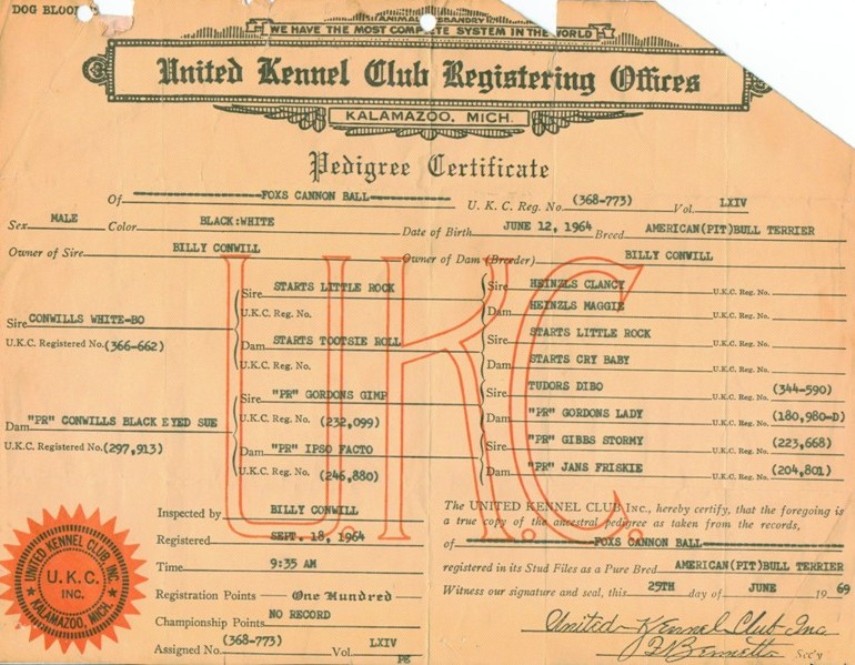 DOG BLOOD
ANIMAL HUSBANDRY
WE HAVE THE MOST COMPLETE SYSTEM IN THE WORLD
United Kennel Club Registering Offices
KALAMAZOO, MICH.
Pedigree Certificate
Of FOXS CANNON BALL U. K. C. Reg. No. (368-773) Vol. LXIV
Sex MALE Color BLACK:WHITE Date of Birth JUNE 12, 1964 Breed AMERICAN(PIT)BULL TERRIER
Owner of Sire BILLY CONWILL Owner of Dam (Breeder) BILLY CONWILL
Sire CONWILLS WHITE-BO
U.K.C. Registered No. (366-662)
Dam "PR" CONWILLS BLACK EYED SUE
U.K.C. Registered No. (297,913)
Sire STARTS LITTLE ROCK
U.K.C. Reg. No.
Dam STARTS TOOTSIE ROLL
U.K.C. Reg. No.
Sire "PR" GORDONS GIMP
U.K.C. Reg. No. (232,099)
Dam "PR" IPSO FACTO
U.K.C. Reg. No. (246,880)
Sire HEINZLS CLANCY U.K.C. Reg. No.
Dam HEINZLS MAGGIE U.K.C. Reg. No.
Sire STARTS LITTLE ROCK U.K.C. Reg. No.
Dam STARTS CRY BABY U.K.C. Reg. No.
Sire TUDORS DIBO U.K.C. Reg. No. (344-590)
Dam "PR" GORDONS LADY U.K.C. Reg. No. (180,980-D)
Sire "PR" GIBBS STORMY U.K.C. Reg. No. (223,668)
Dam "PR" JANS FRISKIE U.K.C. Reg. No. (204,801)
U.K.C.
Inspected by BILLY CONWILL
Registered SEPT. 18, 1964
Time 9:35 AM
Registration Points — One Hundred
Championship Points NO RECORD
Assigned No. (368-773) Vol. LXIV
PG
The UNITED KENNEL CLUB Inc., hereby certify, that the foregoing is
a true copy of the ancestral pedigree as taken from the records,
of FOXS CANNON BALL
registered in its Stud Files as a Pure Bred AMERICAN(PIT)BULL TERRIER
Witness our signature and seal, this 25TH day of JUNE 1969
United Kennel Club Inc
Sec'y
UNITED KENNEL CLUB, INC.
U.K.C.
INC.
KALAMAZOO, MICH.